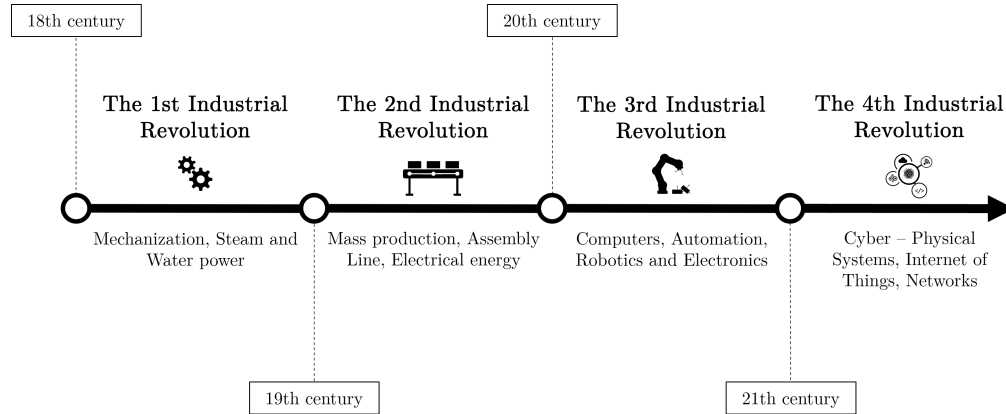 18th century
20th century
The 1st Industrial
Revolution
The 2nd Industrial
Revolution
The 3rd Industrial
Revolution
The 4th Industrial
Revolution
Mechanization, Steam and
Water power
Mass production, Assembly
Line, Electrical energy
Computers, Automation,
Robotics and Electronics
Cyber – Physical
Systems, Internet of
Things, Networks
19th century
21th century